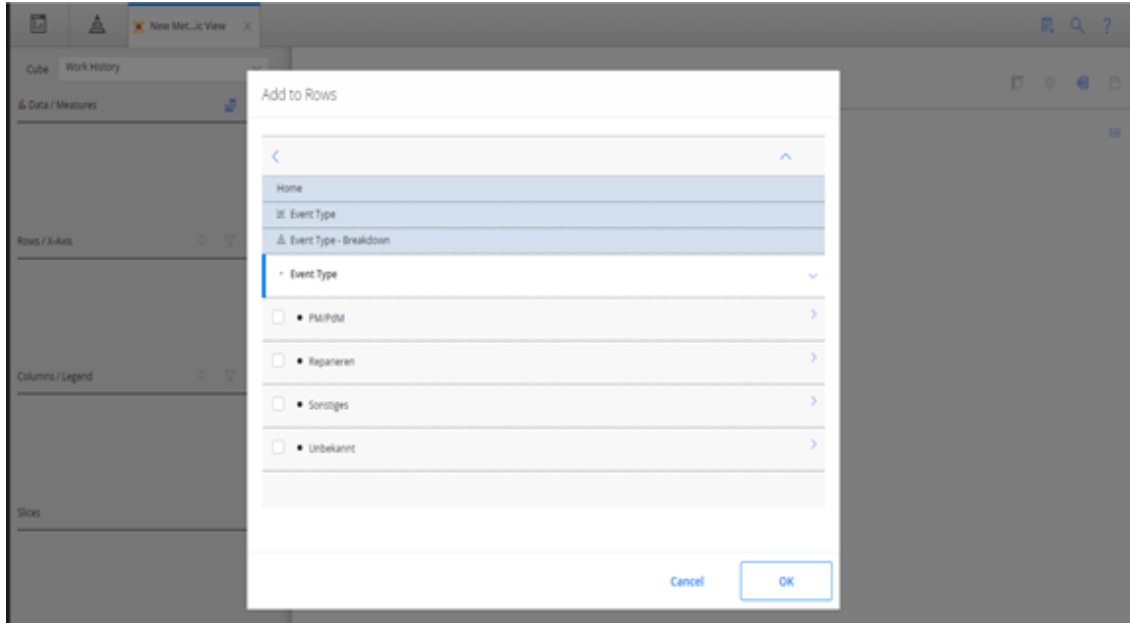 New Met...ic View
Cube Work History
Data / Measures
Rows / X-Axis
Columns / Legend
Slices
Add to Rows
Home
Event Type
Event Type - Breakdown
Event Type
PM/PdM
Reparieren
Sonstiges
Unbekannt
Cancel OK